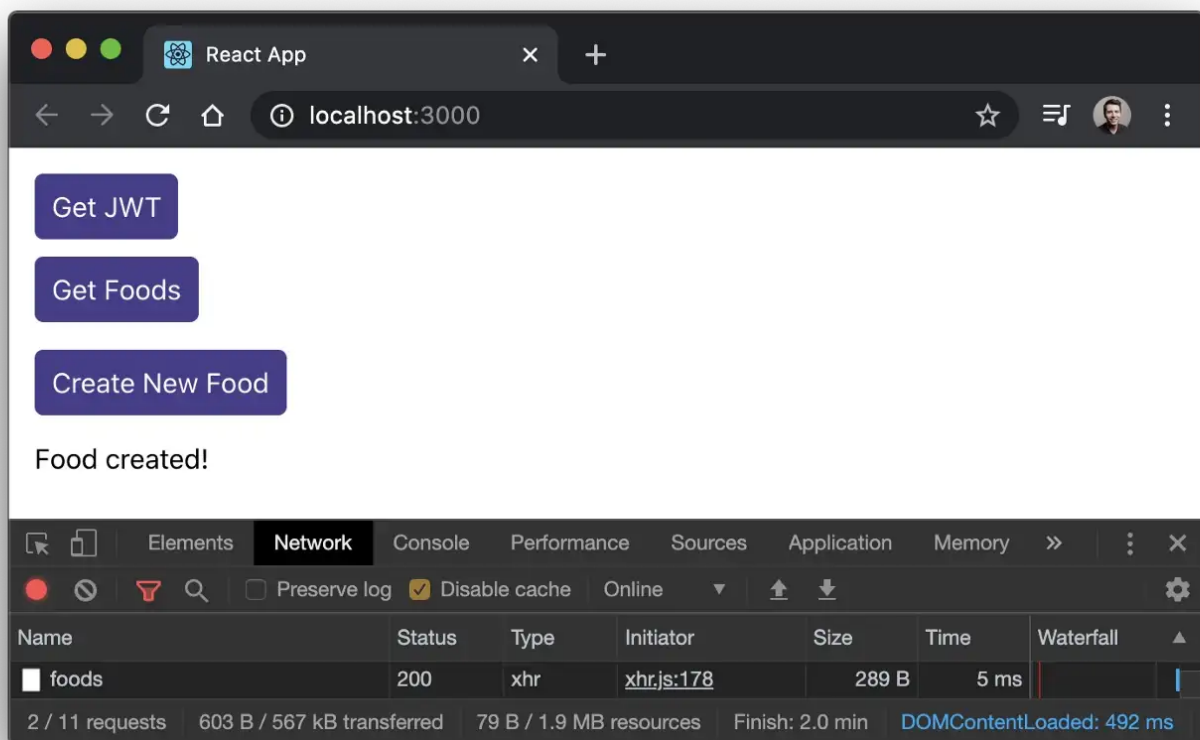 React App
localhost:3000
Get JWT
Get Foods
Create New Food
Food created!
Elements Network Console Performance Sources Application Memory »
Preserve log Disable cache Online
Name Status Type Initiator Size Time Waterfall
foods 200 xhr xhr.js:178 289 B 5 ms
2 / 11 requests 603 B / 567 kB transferred 79 B / 1.9 MB resources Finish: 2.0 min DOMContentLoaded: 492 ms